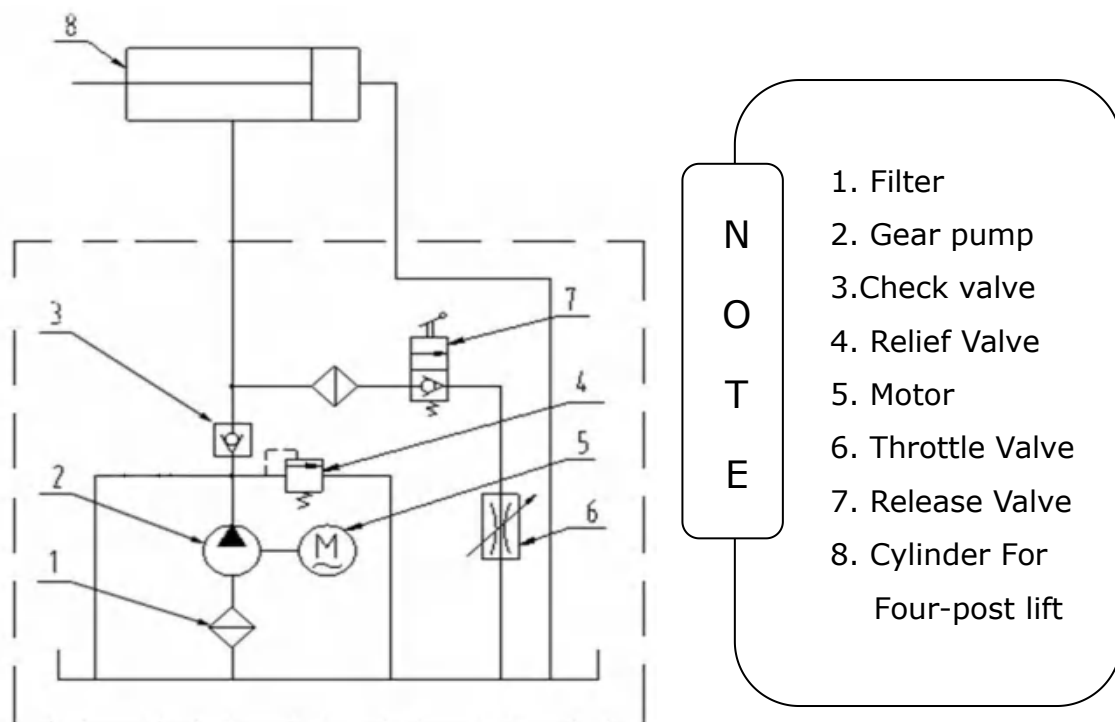 8
3
7
4
5
2
6
1
M
NOTE
1. Filter
2. Gear pump
3.Check valve
4. Relief Valve
5. Motor
6. Throttle Valve
7. Release Valve
8. Cylinder For
Four-post lift